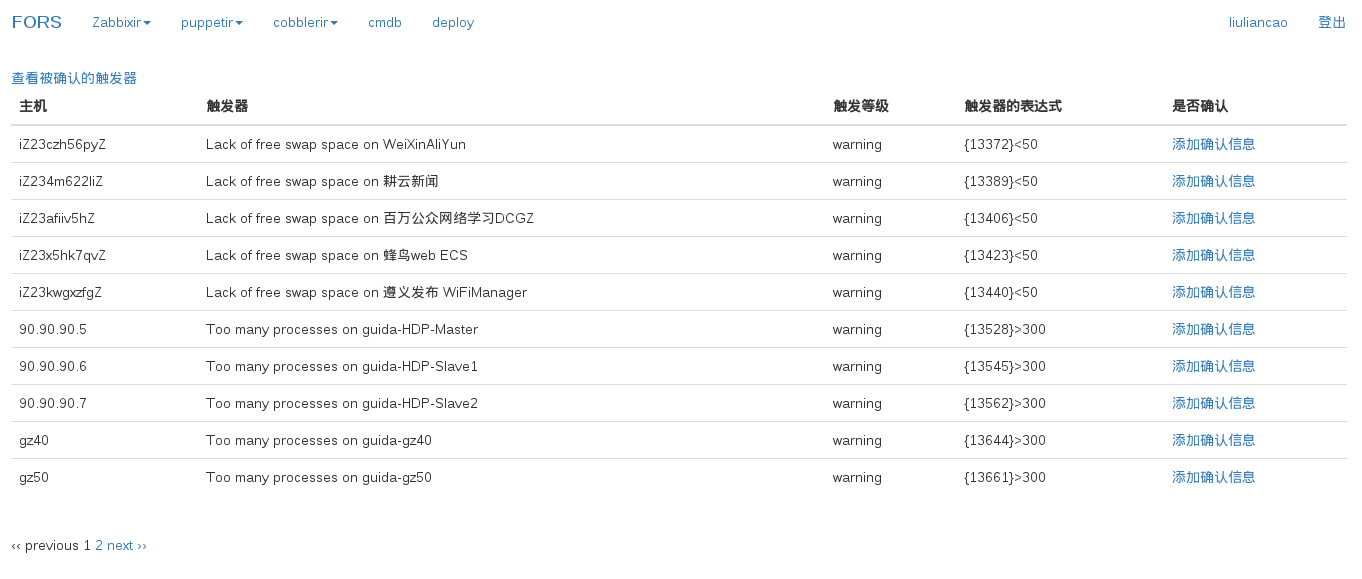 FORS Zabbixir puppetir cobblerir cmdb deploy liuliancao 登出
查看被确认的触发器
主机 触发器 触发等级 触发器的表达式 是否确认
iZ23czh56pyZ Lack of free swap space on WeiXinAliYun warning {13372}<50 添加确认信息
iZ234m622liZ Lack of free swap space on 耕云新闻 warning {13389}<50 添加确认信息
iZ23afiiv5hZ Lack of free swap space on 百万公众网络学习DCGZ warning {13406}<50 添加确认信息
iZ23x5hk7qvZ Lack of free swap space on 蜂鸟web ECS warning {13423}<50 添加确认信息
iZ23kwgxzfgZ Lack of free swap space on 遵义发布 WiFiManager warning {13440}<50 添加确认信息
90.90.90.5 Too many processes on guida-HDP-Master warning {13528}>300 添加确认信息
90.90.90.6 Too many processes on guida-HDP-Slave1 warning {13545}>300 添加确认信息
90.90.90.7 Too many processes on guida-HDP-Slave2 warning {13562}>300 添加确认信息
gz40 Too many processes on guida-gz40 warning {13644}>300 添加确认信息
gz50 Too many processes on guida-gz50 warning {13661}>300 添加确认信息
‹‹ previous 1 2 next ››